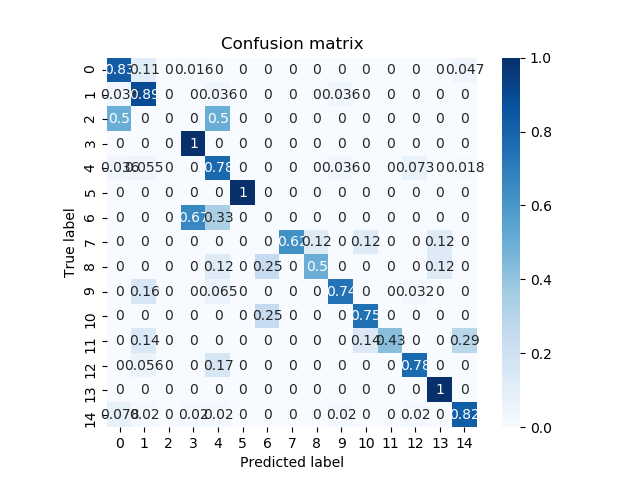 Confusion matrix
0 0.83 0.11 0 0.016 0 0 0 0 0 0 0 0 0 0.047
1 0.89 0 0 0.036 0 0 0 0 0.036 0 0 0 0 0
2 0.5 0 0 0 0.5 0 0 0 0 0 0 0 0 0 0
3 0 0 0 1 0 0 0 0 0 0 0 0 0 0 0
4 0.036 0.055 0 0 0.78 0 0 0 0 0.036 0 0 0.073 0 0.018
5 0 0 0 0 0 1 0 0 0 0 0 0 0 0 0
6 0 0 0 0.67 0.33 0 0 0 0 0 0 0 0 0 0
7 0 0 0 0 0 0 0 0.62 0.12 0 0.12 0 0 0.12 0
8 0 0 0 0 0.12 0 0.25 0 0.5 0 0 0 0 0.12 0
9 0 0.16 0 0 0.065 0 0 0 0 0.74 0 0 0.032 0 0
10 0 0 0 0 0 0 0.25 0 0 0 0.75 0 0 0 0
11 0 0.14 0 0 0 0 0 0 0 0 0.14 0.43 0 0 0.29
12 0 0.056 0 0 0.17 0 0 0 0 0 0 0 0.78 0 0
13 0 0 0 0 0 0 0 0 0 0 0 0 0 1 0
14 0.078 0.02 0 0.02 0.02 0 0 0 0 0.02 0 0 0.02 0 0.82
0 1 2 3 4 5 6 7 8 9 10 11 12 13 14
Predicted label
True label
1.0
0.8
0.6
0.4
0.2
0.0